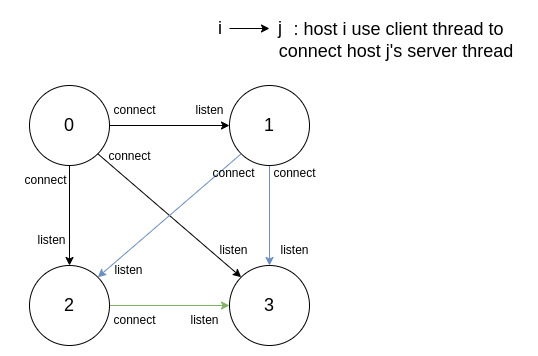 i j : host i use client thread to
connect host j's server thread
connect listen
0 1
connect
connect connect connect
listen listen listen
listen
2 3
connect listen